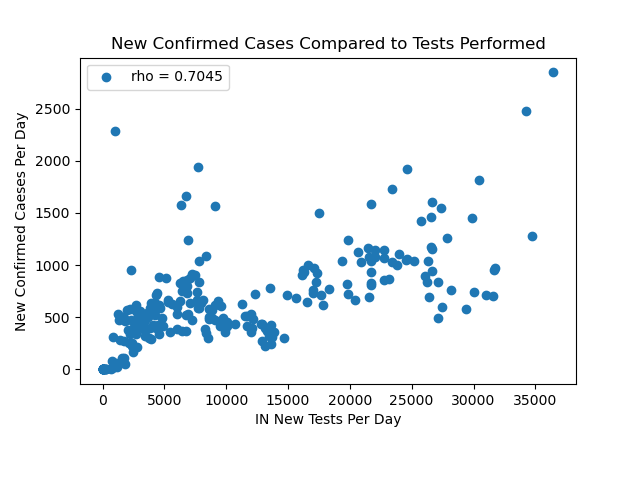 New Confirmed Cases Compared to Tests Performed
rho = 0.7045
New Confirmed Caeses Per Day
2500
2000
1500
1000
500
0
0 5000 10000 15000 20000 25000 30000 35000
IN New Tests Per Day